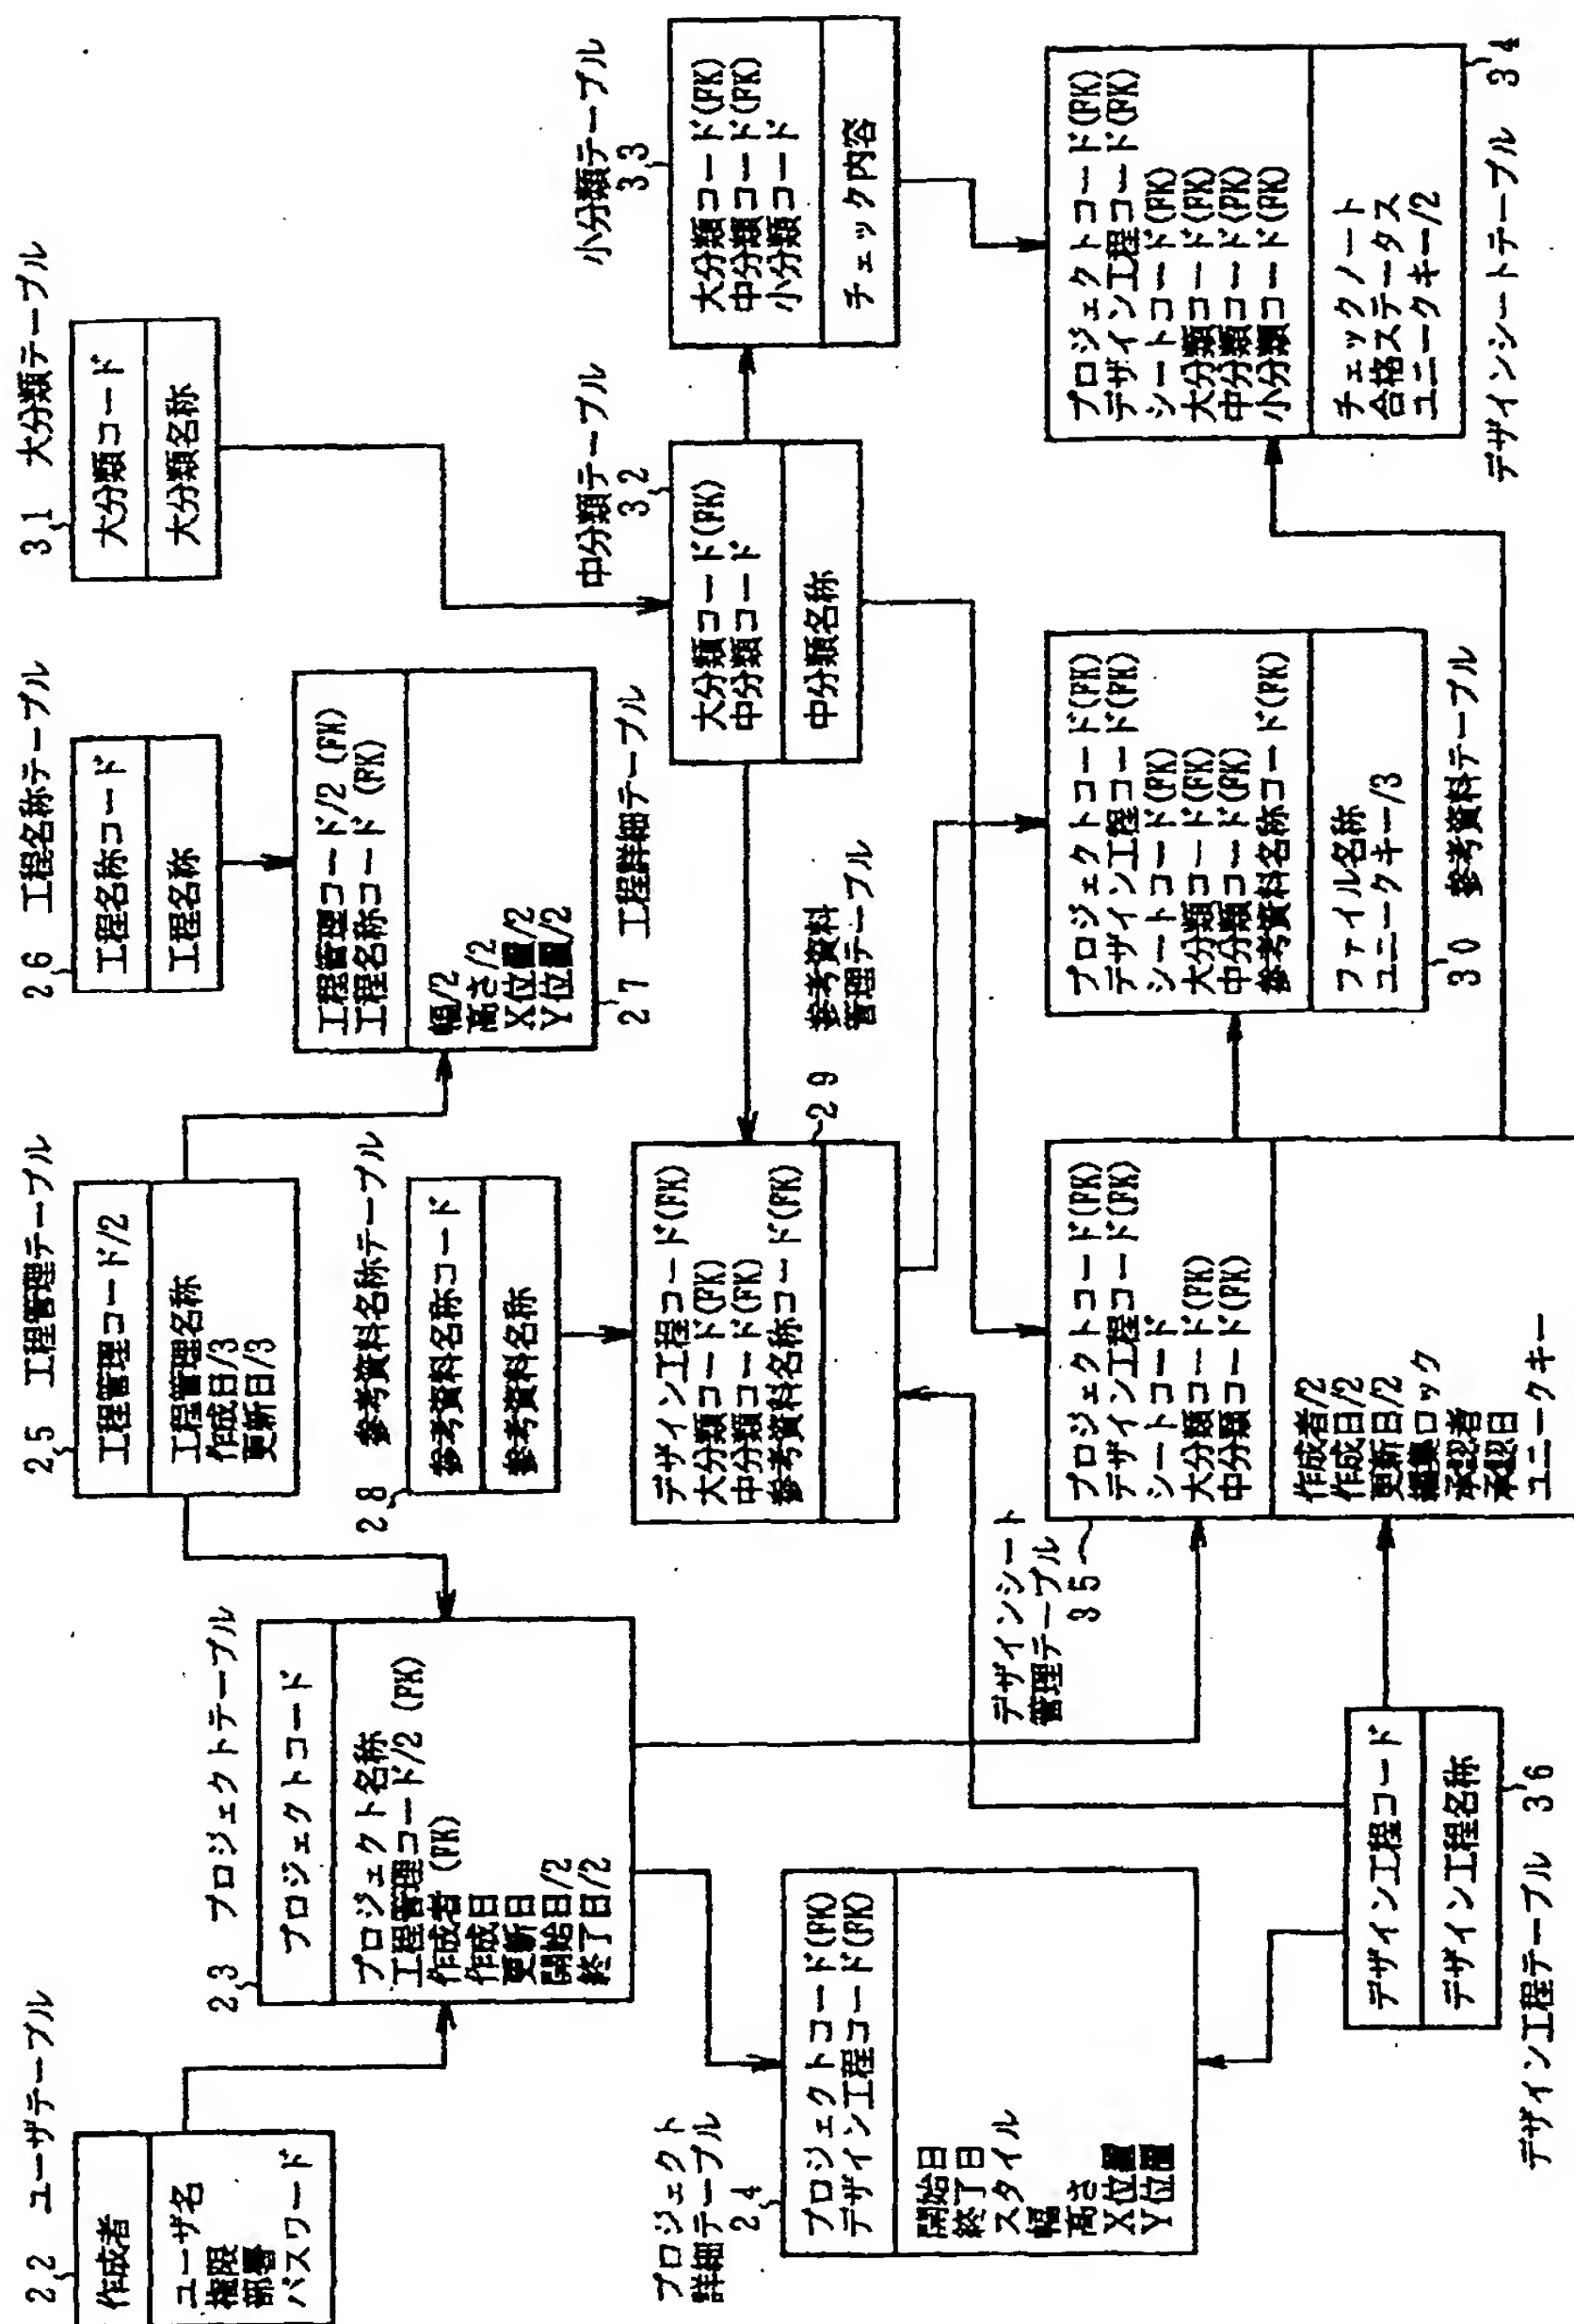 22 ユーザテーブル
作成者
ユーザ名
権限
部署
パスワード
23 プロジェクトテーブル
プロジェクトコード
プロジェクト名称
工程管理コード/2 (FK)
作成者 (FK)
作成日
更新日
開始日/2
終了日/2
プロジェクト
詳細テーブル
24
プロジェクトコード(FK)
デザイン工程コード(FK)
開始日
終了日
スタイル
幅
高さ
X位置
Y位置
25 工程管理テーブル
工程管理コード/2
工程管理名称
作成日/3
更新日/3
26 工程名称テーブル
工程名称コード
工程名称
工程管理コード/2 (FK)
工程名称コード (FK)
幅/2
高さ/2
X位置/2
Y位置/2
27 工程詳細テーブル
28 参考資料名称テーブル
参考資料名称コード
参考資料名称
29 参考資料
管理テーブル
デザイン工程コード(FK)
大分類コード(FK)
中分類コード(FK)
参考資料名称コード(FK)
31 大分類テーブル
大分類コード
大分類名称
中分類テーブル
32
大分類コード(FK)
中分類コード
中分類名称
小分類テーブル
33
大分類コード(FK)
中分類コード(FK)
小分類コード
チェック内容
デザインシート
管理テーブル
35
プロジェクトコード(FK)
デザイン工程コード(FK)
シートコード
大分類コード(FK)
中分類コード(FK)
作成者/2
作成日/2
更新日/2
編集ロック
承認者
承認日
ユニークキー
プロジェクトコード(FK)
デザイン工程コード(FK)
シートコード(FK)
大分類コード(FK)
中分類コード(FK)
参考資料名称コード(FK)
ファイル名称
ユニークキー/3
30 参考資料テーブル
プロジェクトコード(FK)
デザイン工程コード(FK)
シートコード(FK)
大分類コード(FK)
中分類コード(FK)
小分類コード(FK)
チェックノート
合格ステータス
ユニークキー/2
デザインシートテーブル 34
デザイン工程コード
デザイン工程名称
デザイン工程テーブル 36